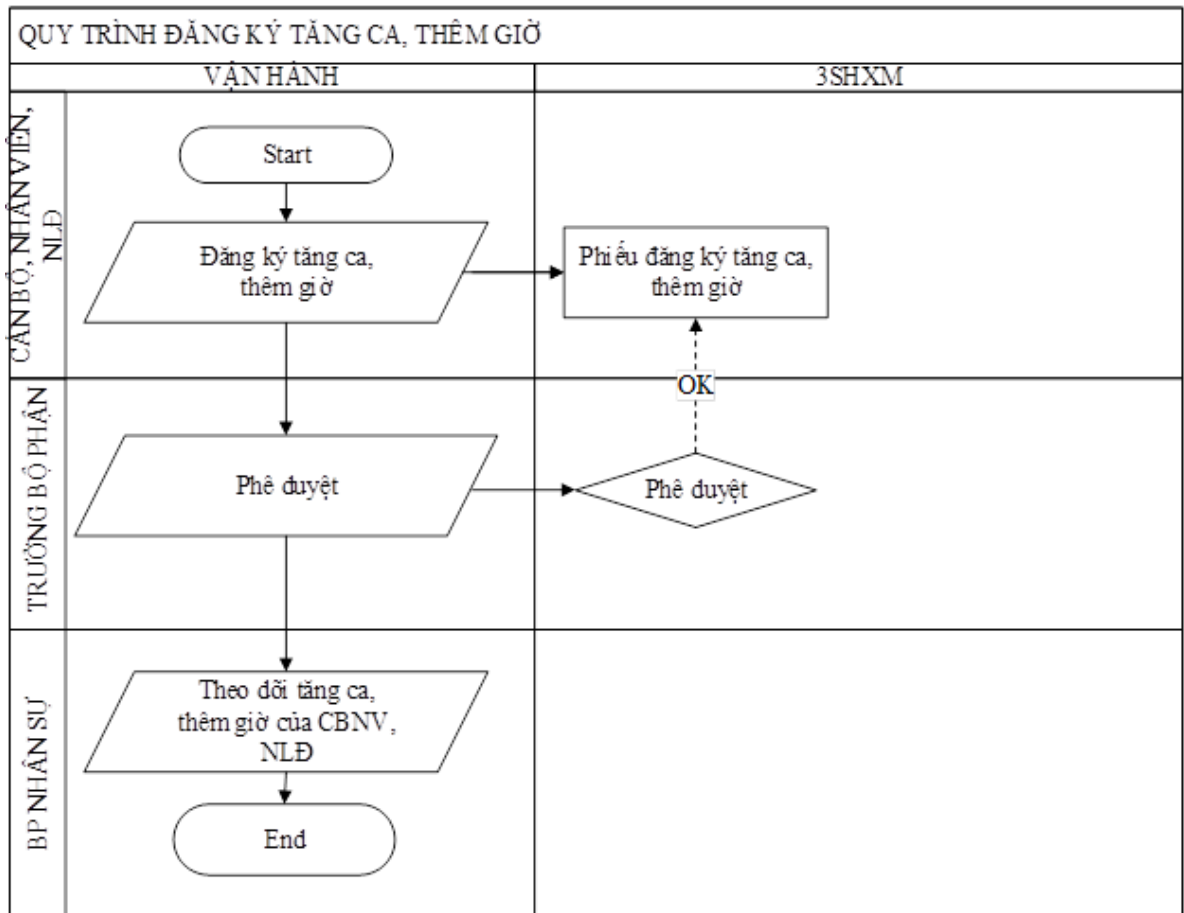 QUY TRÌNH ĐĂNG KÝ TĂNG CA, THÊM GIỜ
VẬN HÀNH
3SHXM
CÁN BỘ, NHÂN VIÊN,
NLĐ
Start
Đăng ký tăng ca,
thêm giờ
Phiếu đăng ký tăng ca,
thêm giờ
OK
TRƯỞNG BỘ PHẬN
Phê duyệt
Phê duyệt
BP NHÂN SỰ
Theo dõi tăng ca,
thêm giờ của CBNV,
NLĐ
End